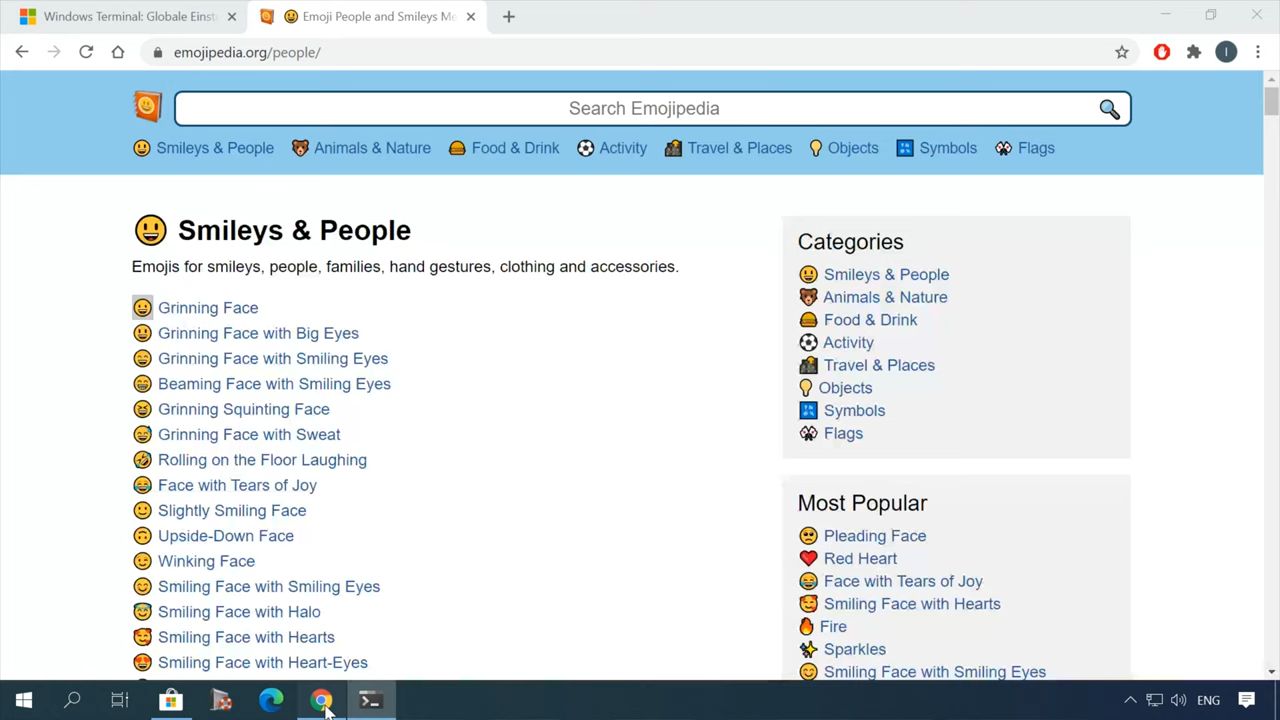 Windows Terminal: Globale Einst
Emoji People and Smileys Me
emojipedia.org/people/
I
Search Emojipedia
Smileys & People
Animals & Nature
Food & Drink
Activity
Travel & Places
Objects
Symbols
Flags
Smileys & People
Emojis for smileys, people, families, hand gestures, clothing and accessories.
Grinning Face
Grinning Face with Big Eyes
Grinning Face with Smiling Eyes
Beaming Face with Smiling Eyes
Grinning Squinting Face
Grinning Face with Sweat
Rolling on the Floor Laughing
Face with Tears of Joy
Slightly Smiling Face
Upside-Down Face
Winking Face
Smiling Face with Smiling Eyes
Smiling Face with Halo
Smiling Face with Hearts
Smiling Face with Heart-Eyes
Categories
Smileys & People
Animals & Nature
Food & Drink
Activity
Travel & Places
Objects
Symbols
Flags
Most Popular
Pleading Face
Red Heart
Face with Tears of Joy
Smiling Face with Hearts
Fire
Sparkles
Smiling Face with Smiling Eyes
ENG